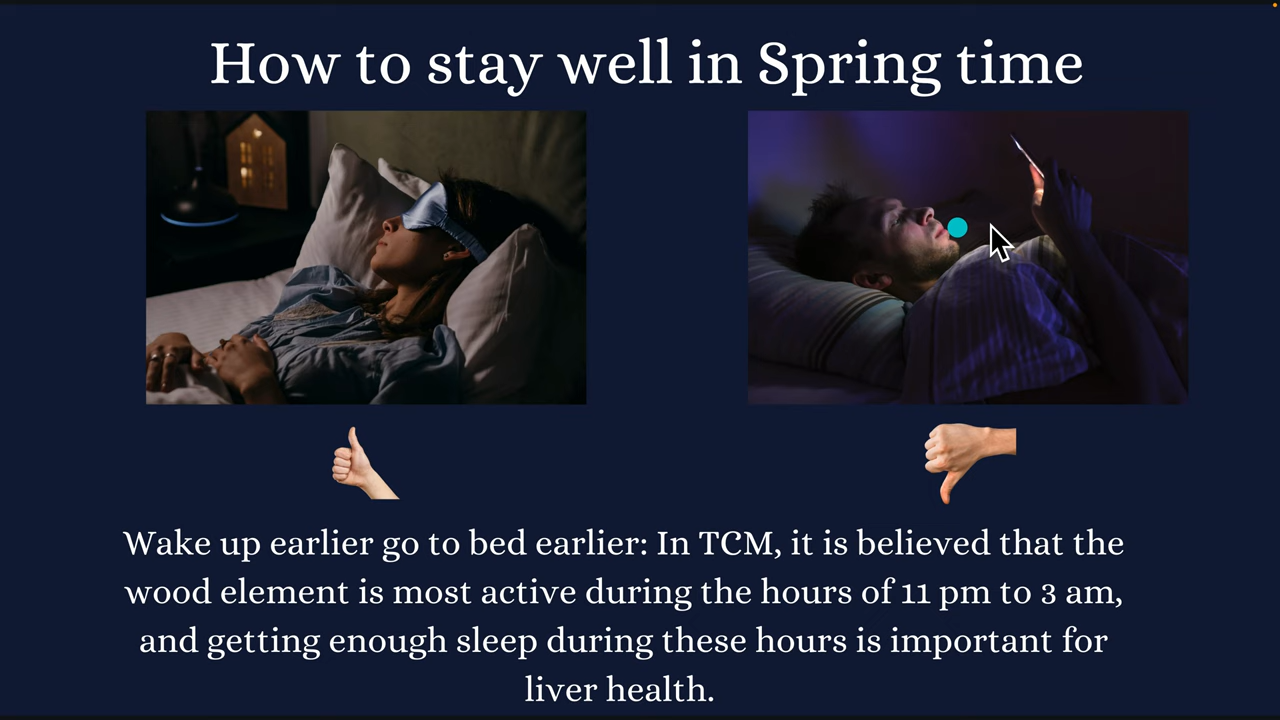 How to stay well in Spring time
Wake up earlier go to bed earlier: In TCM, it is believed that the
wood element is most active during the hours of 11 pm to 3 am,
and getting enough sleep during these hours is important for
liver health.